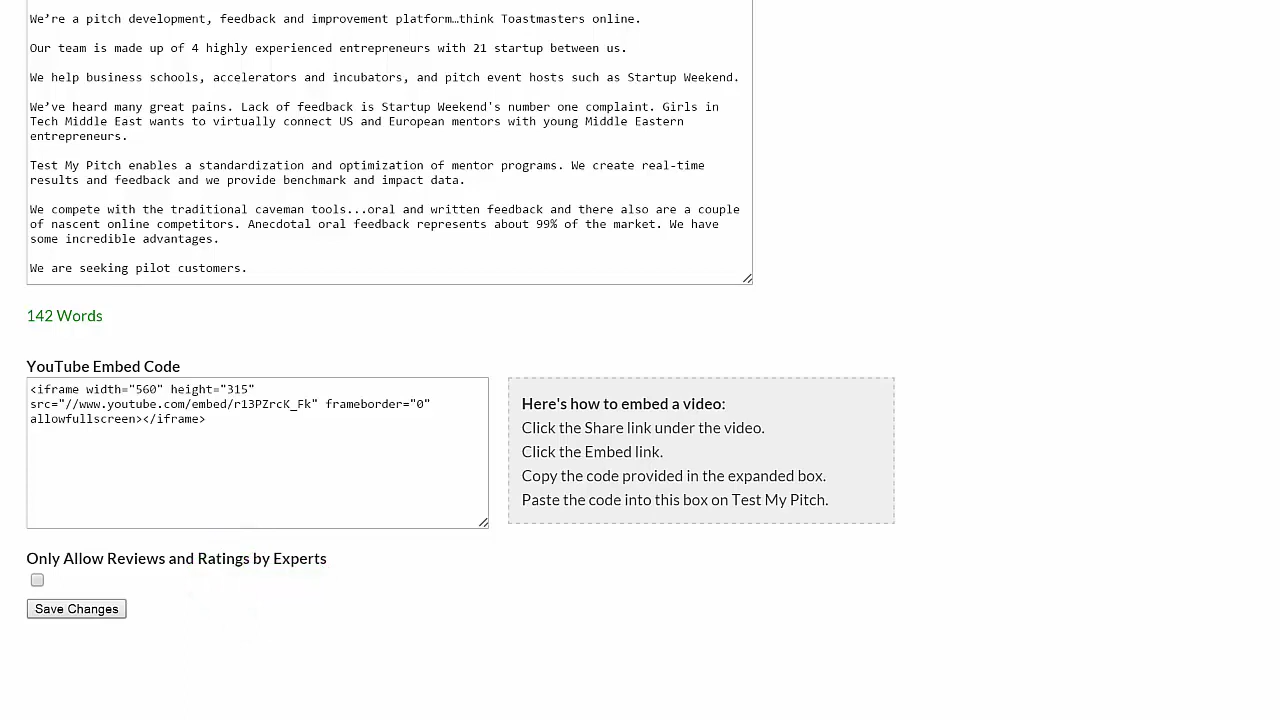 We’re a pitch development, feedback and improvement platform…think Toastmasters online.
Our team is made up of 4 highly experienced entrepreneurs with 21 startup between us.
We help business schools, accelerators and incubators, and pitch event hosts such as Startup Weekend.
We’ve heard many great pains. Lack of feedback is Startup Weekend's number one complaint. Girls in
Tech Middle East wants to virtually connect US and European mentors with young Middle Eastern
entrepreneurs.
Test My Pitch enables a standardization and optimization of mentor programs. We create real-time
results and feedback and we provide benchmark and impact data.
We compete with the traditional caveman tools...oral and written feedback and there also are a couple
of nascent online competitors. Anecdotal oral feedback represents about 99% of the market. We have
some incredible advantages.
We are seeking pilot customers.
142 Words
YouTube Embed Code
<iframe width="560" height="315"
src="//www.youtube.com/embed/r13PZrcK_Fk" frameborder="0"
allowfullscreen></iframe>
Here's how to embed a video:
Click the Share link under the video.
Click the Embed link.
Copy the code provided in the expanded box.
Paste the code into this box on Test My Pitch.
Only Allow Reviews and Ratings by Experts
Save Changes